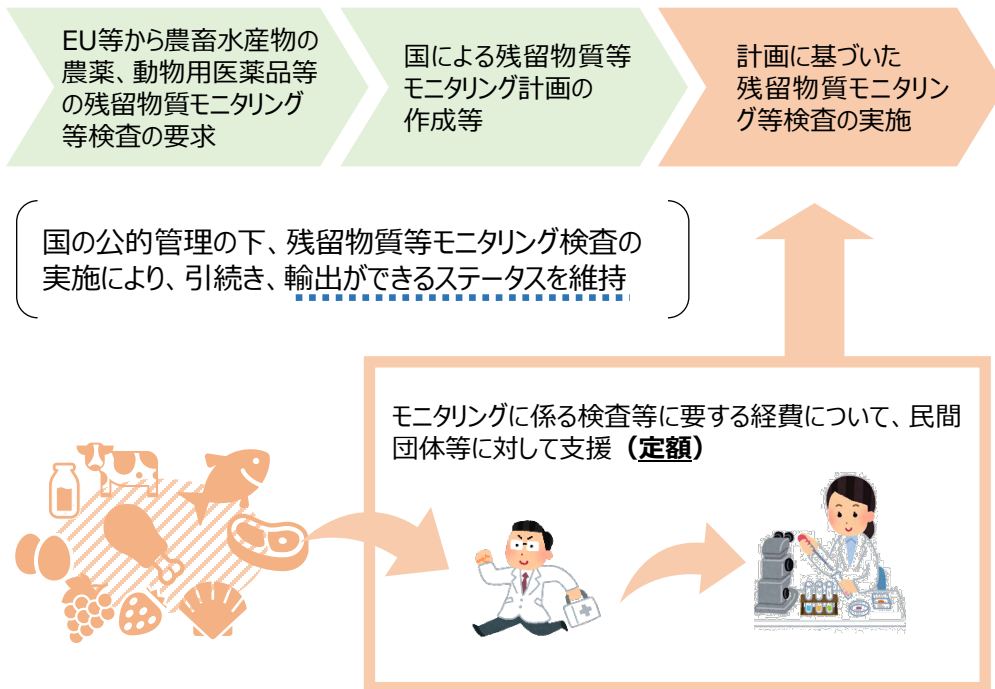 EU等から農畜水産物の
農薬、動物用医薬品等
の残留物質モニタリング
等検査の要求
国による残留物質等
モニタリング計画の
作成等
計画に基づいた
残留物質モニタリン
グ等検査の実施
国の公的管理の下、残留物質等モニタリング検査の
実施により、引続き、輸出ができるステータスを維持
モニタリングに係る検査等に要する経費について、民間
団体等に対して支援（定額）